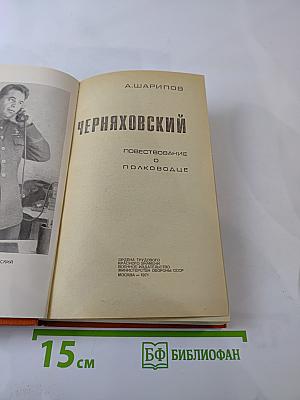 А. ШАРИПОВ
ЧЕРНЯХОВСКИЙ
ПОВЕСТВОВАНИЕ
О
ПОЛКОВОДЦЕ
ОРДЕНА ТРУДОВОГО
КРАСНОГО ЗНАМЕНИ
ВОЕННОЕ ИЗДАТЕЛЬСТВО
МИНИСТЕРСТВА ОБОРОНЫ СССР
МОСКВА — 1971
15 см
БФ БИБЛИОФАН